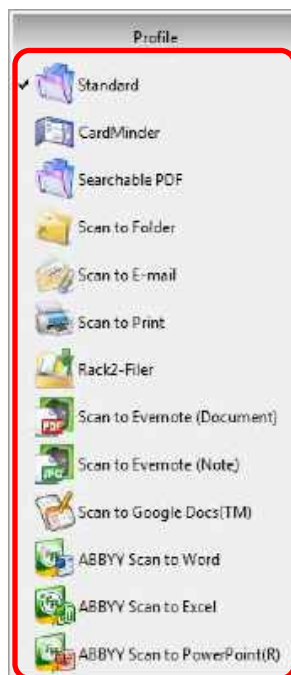 Profile
Standard
CardMinder
Searchable PDF
Scan to Folder
Scan to E-mail
Scan to Print
Rack2-Filer
PDF
Scan to Evernote (Document)
Scan to Evernote (Note)
Scan to Google Docs(TM)
ABBYY Scan to Word
ABBYY Scan to Excel
ABBYY Scan to PowerPoint(R)